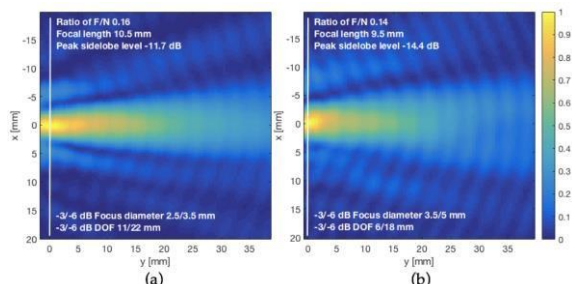 Ratio of F/N 0.16
Focal length 10.5 mm
Peak sidelobe level -11.7 dB
-3/-6 dB Focus diameter 2.5/3.5 mm
-3/-6 dB DOF 11/22 mm
x [mm]
-15
-10
-5
0
5
10
15
20
0
5
10
15
20
25
30
35
y [mm]
(a)
Ratio of F/N 0.14
Focal length 9.5 mm
Peak sidelobe level -14.4 dB
-3/-6 dB Focus diameter 3.5/5 mm
-3/-6 dB DOF 6/18 mm
x [mm]
-20
-15
-10
-5
0
5
10
15
20
0
5
10
15
20
25
30
35
y [mm]
(b)
1
0.9
0.8
0.7
0.6
0.5
0.4
0.3
0.2
0.1
0